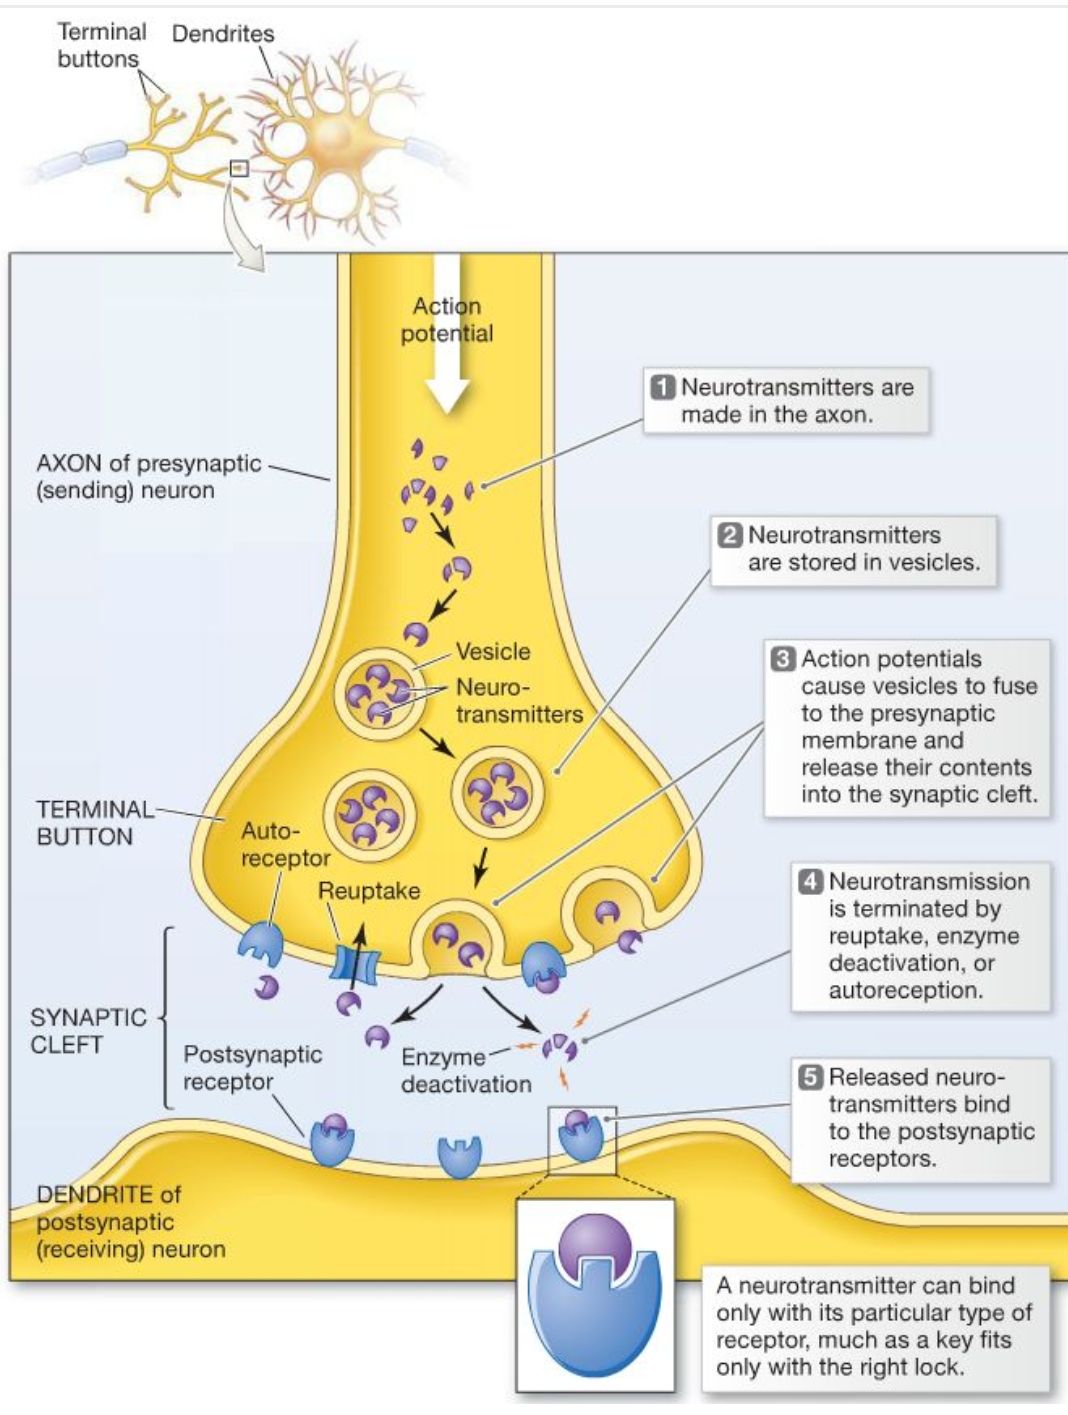 Terminal
buttons
Dendrites
Action
potential
1 Neurotransmitters are
made in the axon.
AXON of presynaptic
(sending) neuron
2 Neurotransmitters
are stored in vesicles.
Vesicle
Neuro-
transmitters
3 Action potentials
cause vesicles to fuse
to the presynaptic
membrane and
release their contents
into the synaptic cleft.
TERMINAL
BUTTON
Auto-
receptor
Reuptake
4 Neurotransmission
is terminated by
reuptake, enzyme
deactivation, or
autoreception.
SYNAPTIC
CLEFT
Postsynaptic
receptor
Enzyme
deactivation
5 Released neuro-
transmitters bind
to the postsynaptic
receptors.
DENDRITE of
postsynaptic
(receiving) neuron
A neurotransmitter can bind
only with its particular type of
receptor, much as a key fits
only with the right lock.